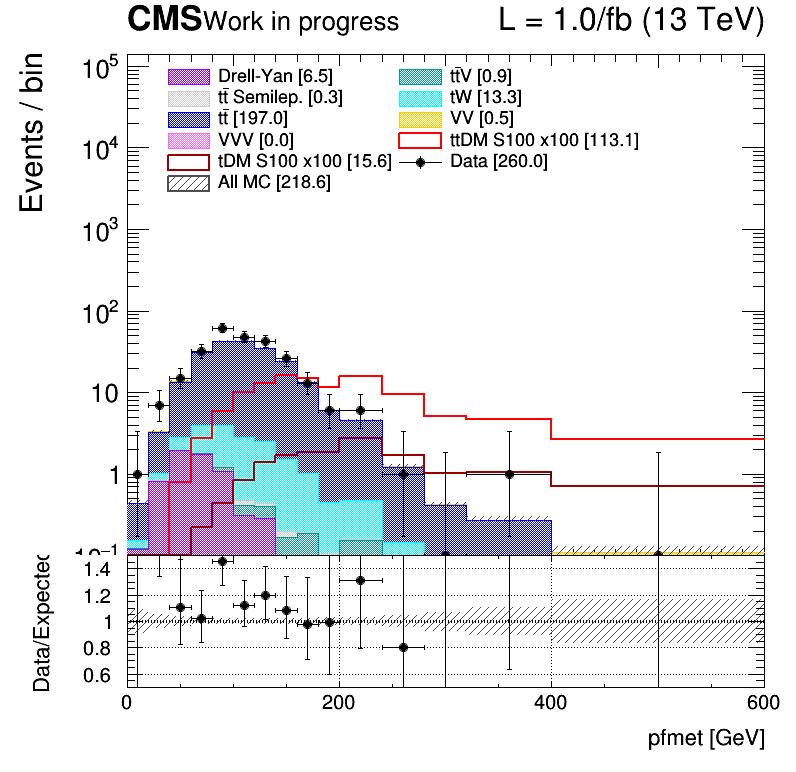 CMS Work in progress L = 1.0/fb (13 TeV)
Events / bin
10⁵
10⁴
10³
10²
10
1
10⁻¹
Drell-Yan [6.5]
tt̄V [0.9]
tt̄ Semilep. [0.3]
tW [13.3]
tt̄ [197.0]
VV [0.5]
VVV [0.0]
ttDM S100 x100 [113.1]
tDM S100 x100 [15.6]
Data [260.0]
All MC [218.6]
Data/Expected
1.4
1.2
1
0.8
0.6
0 200 400 600
pfmet [GeV]